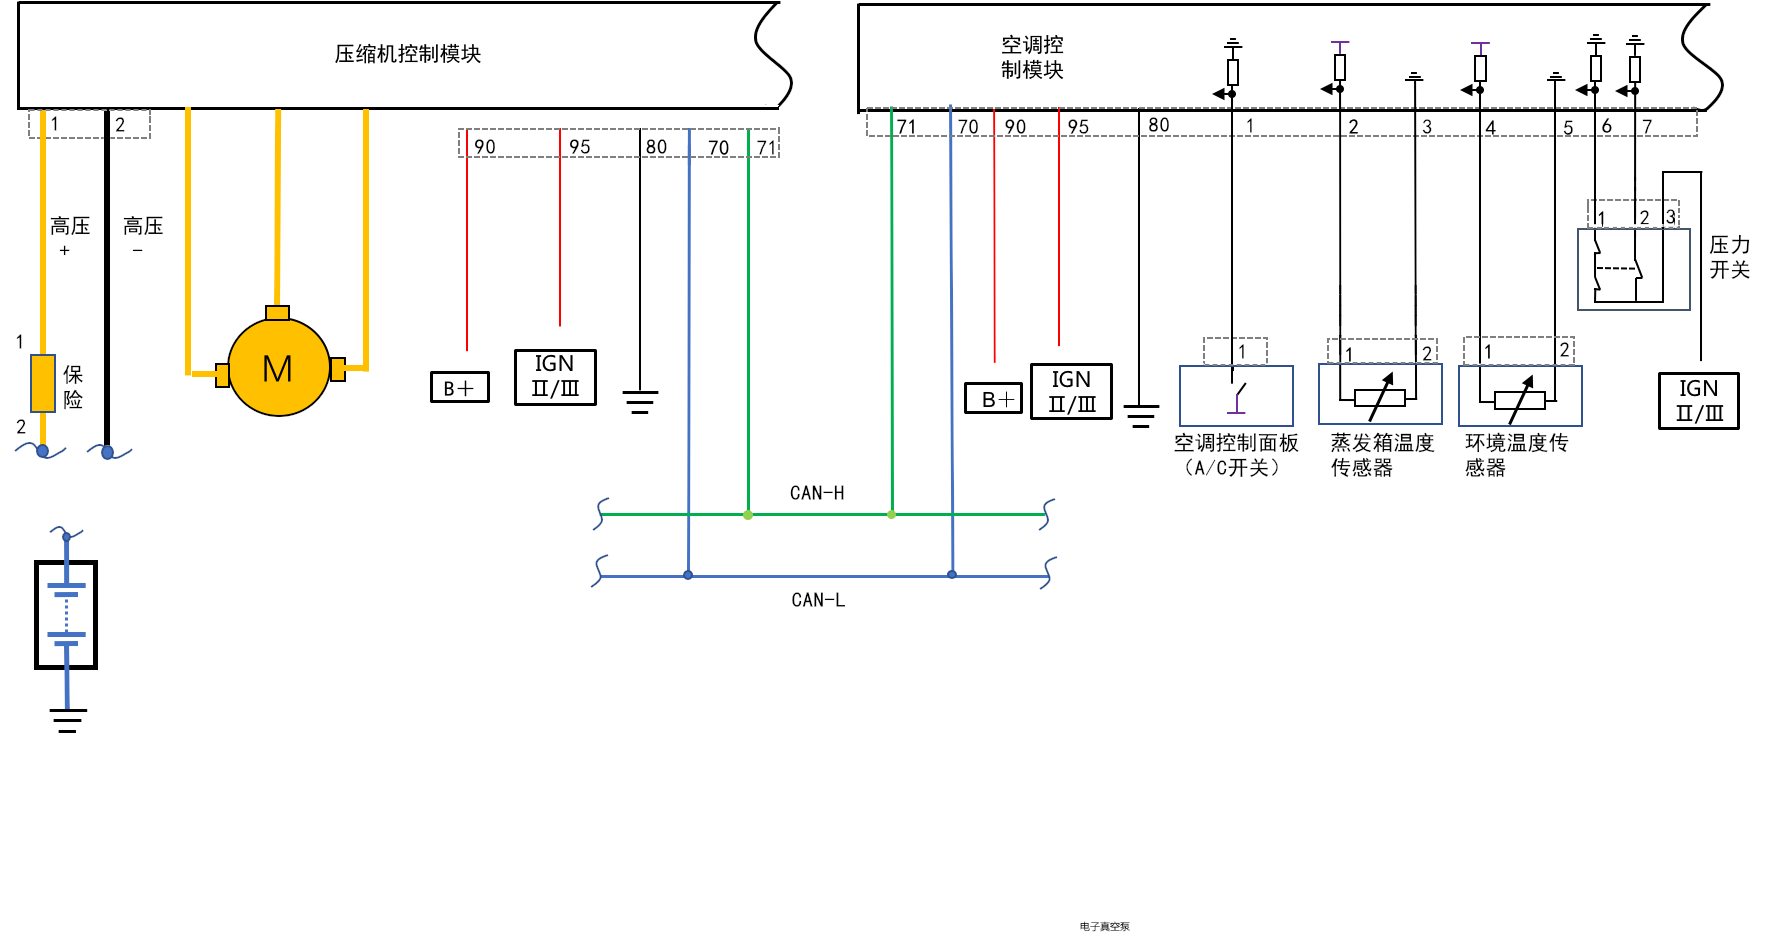 压缩机控制模块
空调控
制模块
1
2
90
95
80
70
71
71
70
90
95
80
1
2
3
4
5
6
7
高压
+
高压
-
1
2
3
压力
开关
1
保
险
2
M
B+
IGN
II/III
B+
IGN
II/III
1
1
2
1
2
IGN
II/III
空调控制面板
(A/C开关)
蒸发箱温度
传感器
环境温度传
感器
CAN-H
CAN-L
电子真空泵